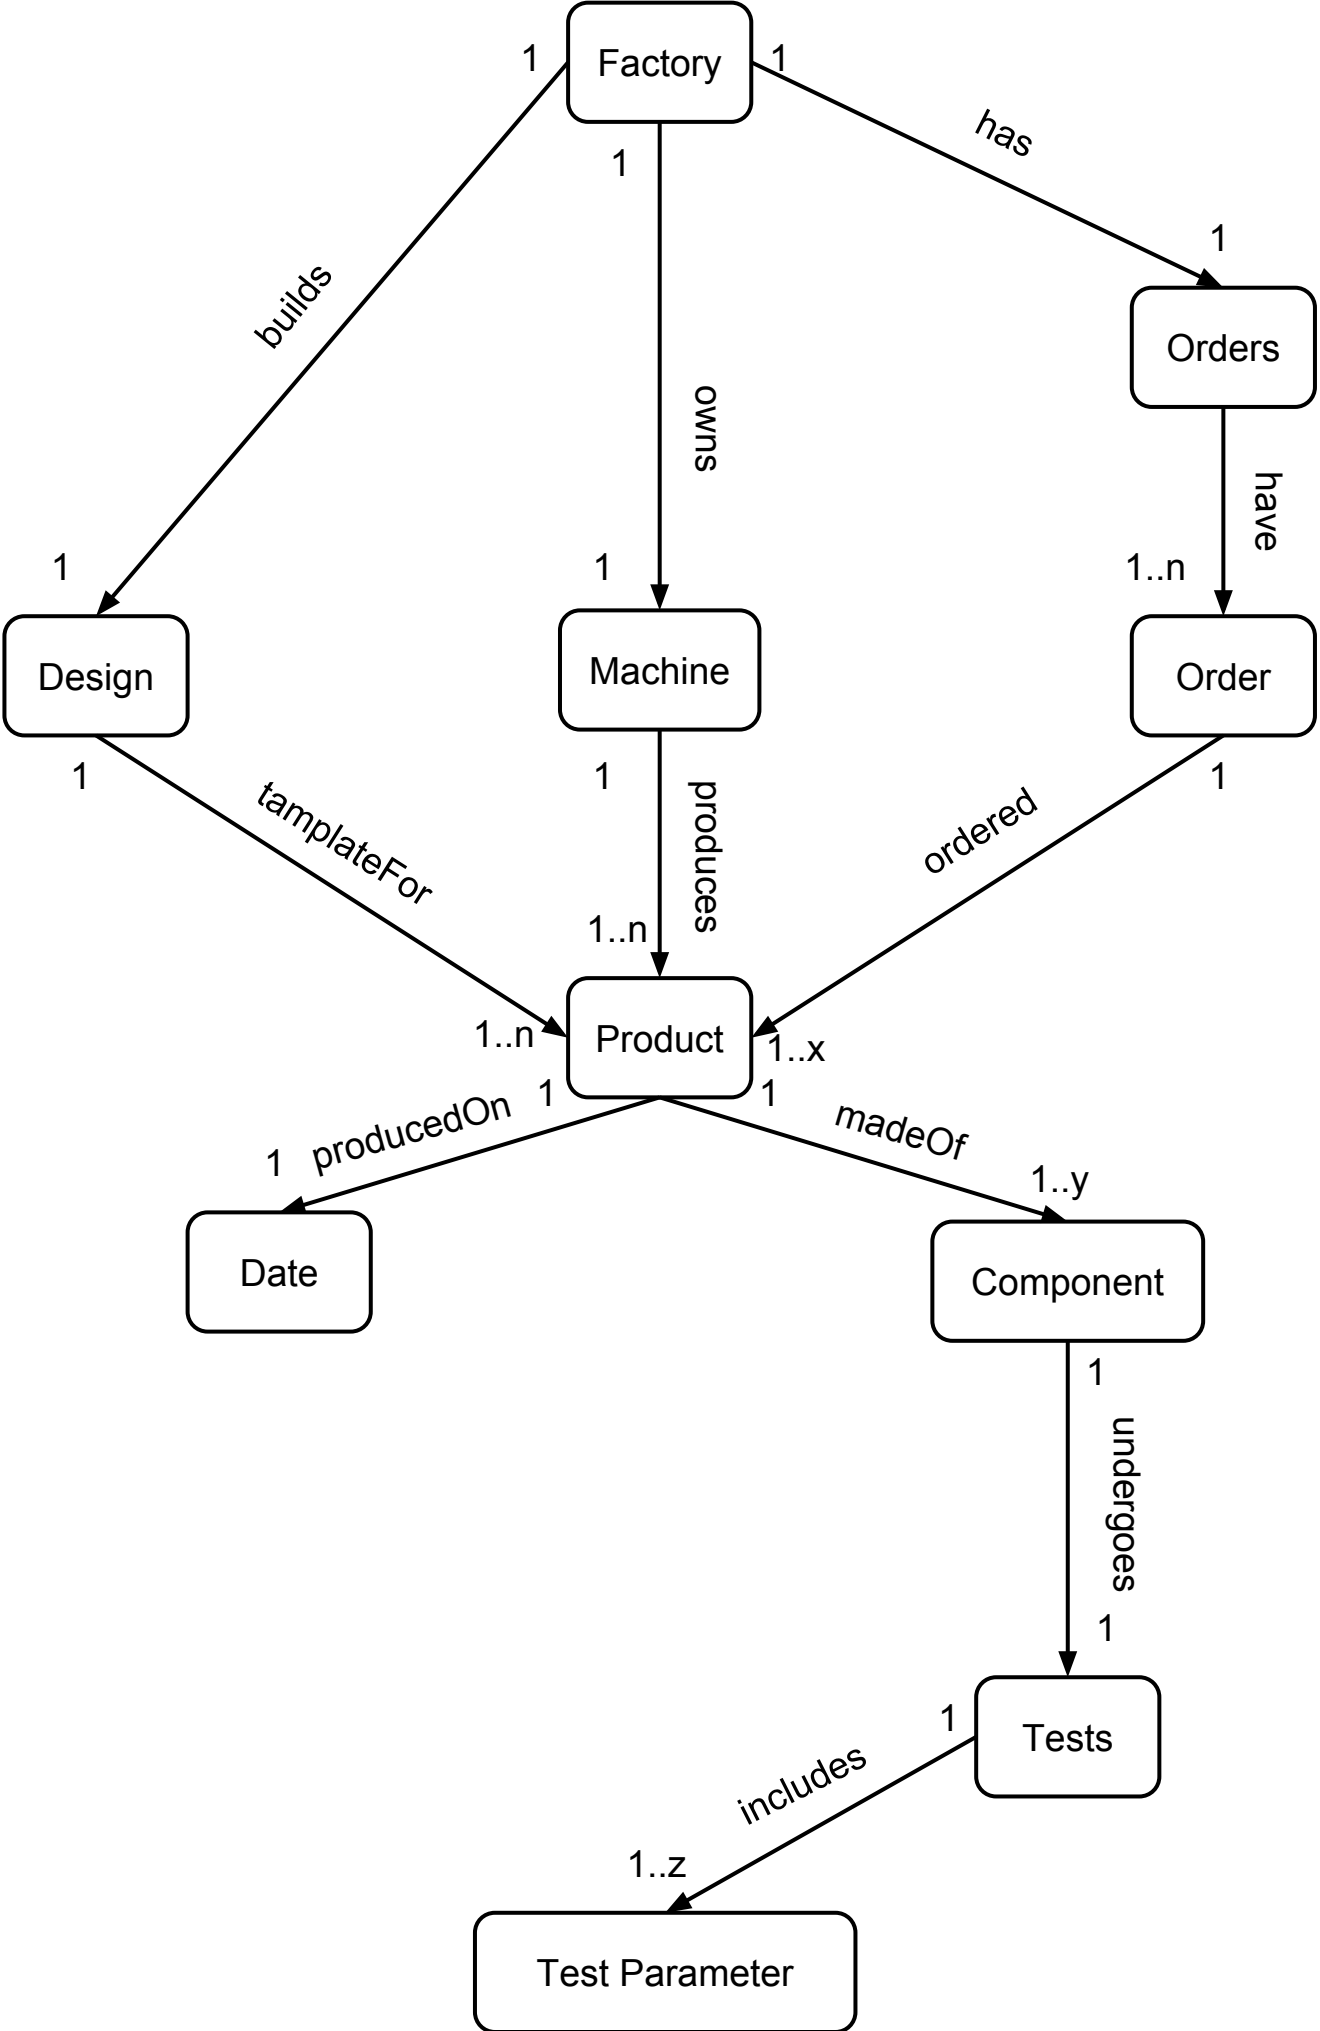 1
Factory
1
1
has
builds
1
Orders
owns
have
1
1
1..n
Design
Machine
Order
1
1
1
tamplateFor
produces
ordered
1..n
1..n
Product
1..x
1
1
producedOn
madeOf
1
1..y
Date
Component
1
undergoes
1
1
Tests
includes
1..z
Test Parameter